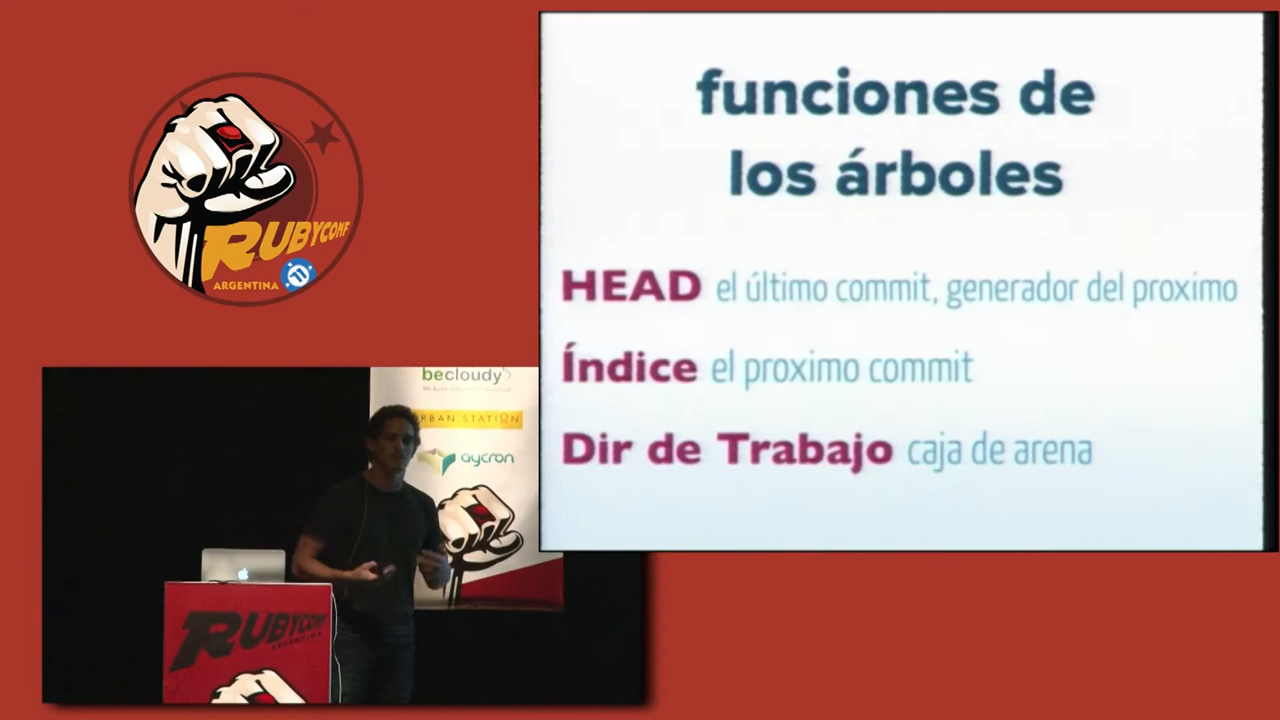 RUBYCONF
ARGENTINA
funciones de
los árboles
HEAD el último commit, generador del proximo
Índice el proximo commit
Dir de Trabajo caja de arena
becloudy
URBAN STATION
aycron
RUBYCONF
ARGENTINA